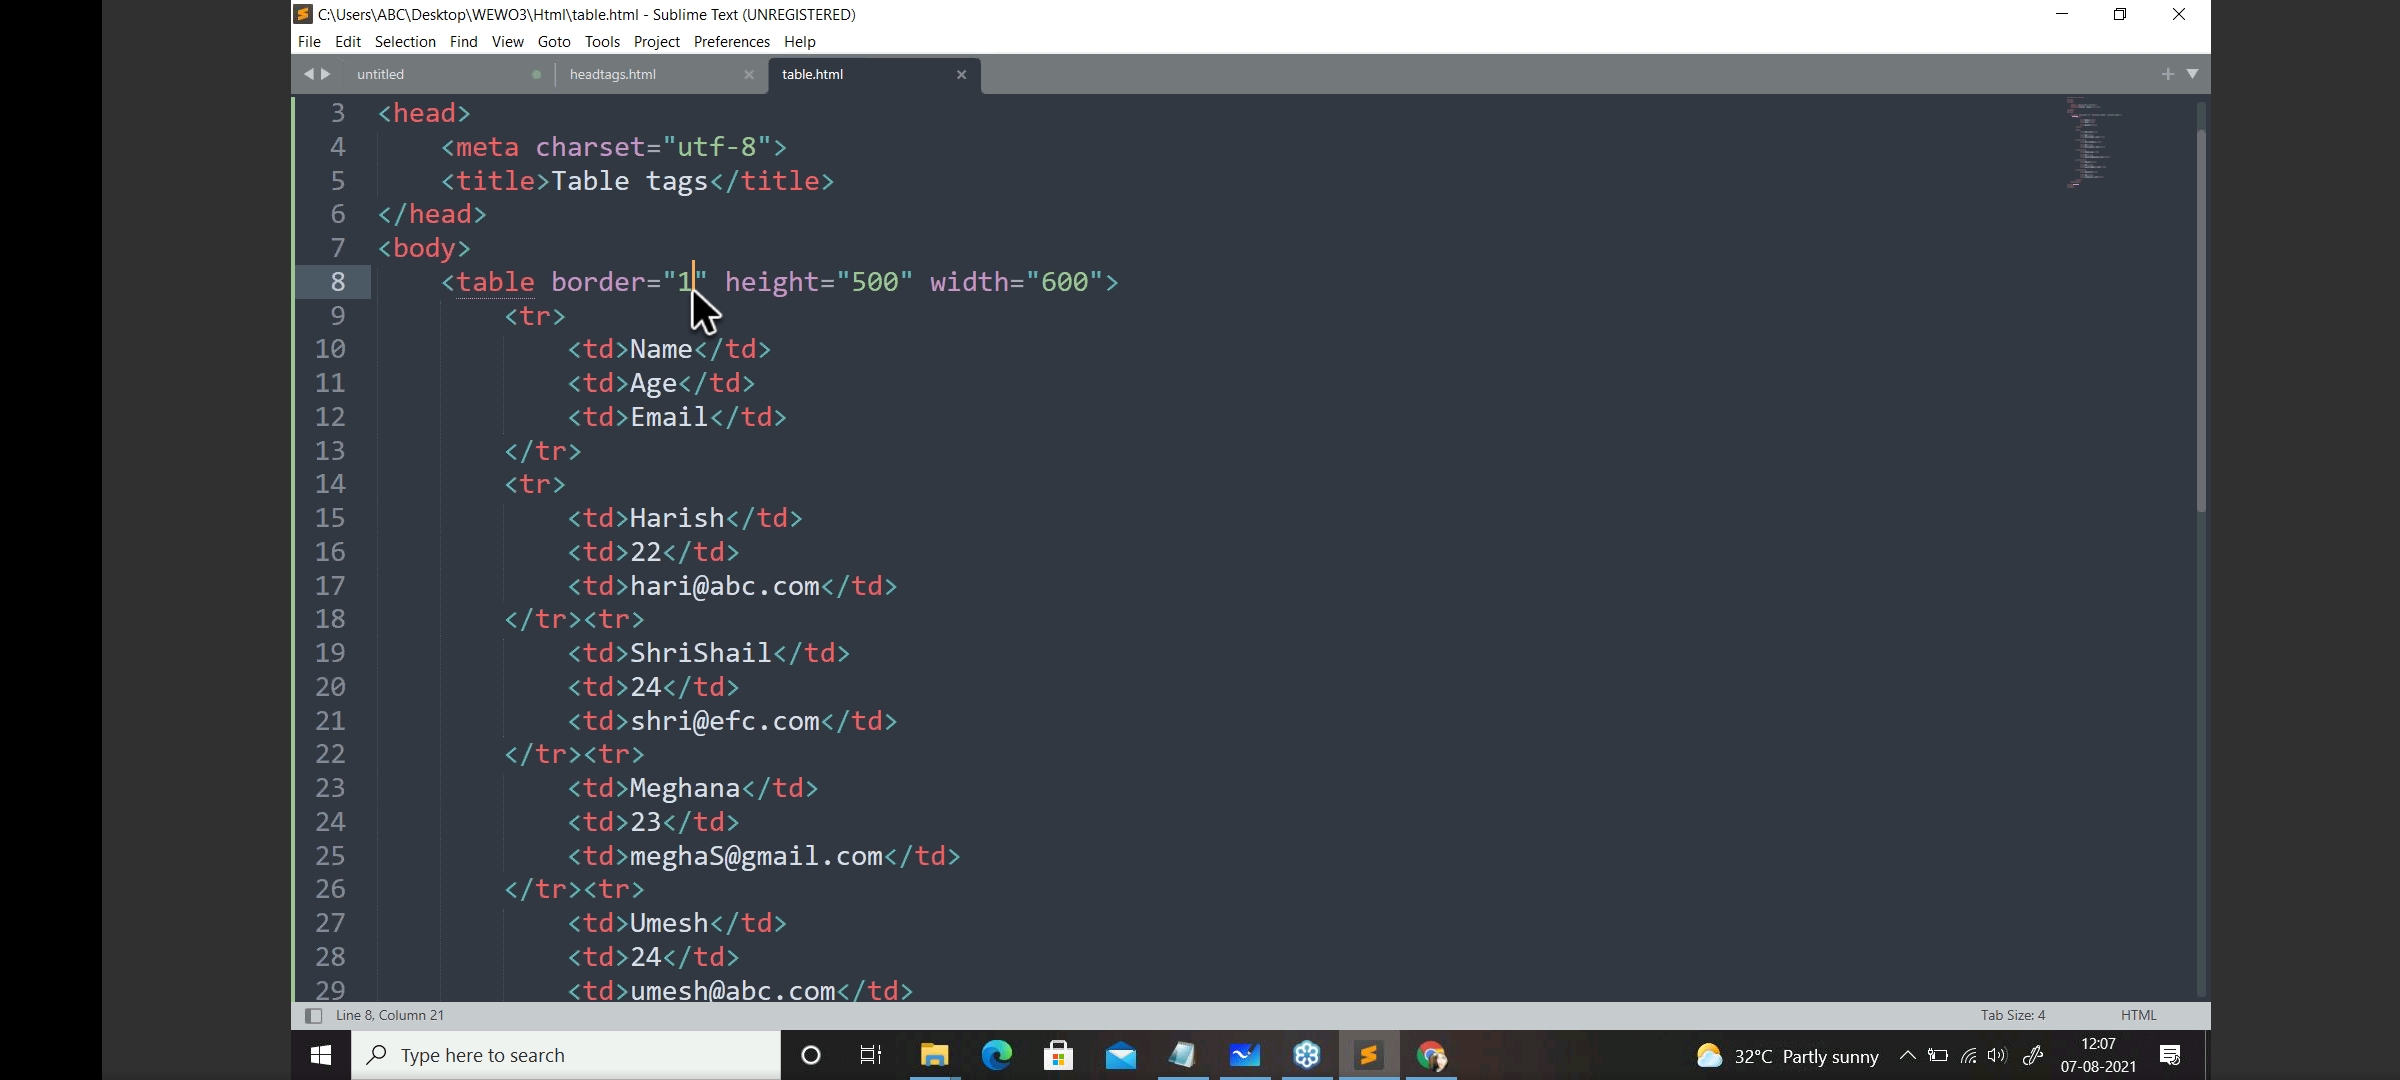 C:\Users\ABC\Desktop\WEWO3\Html\table.html - Sublime Text (UNREGISTERED)
File Edit Selection Find View Goto Tools Project Preferences Help
untitled headtags.html table.html
3 <head>
4 <meta charset="utf-8">
5 <title>Table tags</title>
6 </head>
7 <body>
8 <table border="1" height="500" width="600">
9 <tr>
10 <td>Name</td>
11 <td>Age</td>
12 <td>Email</td>
13 </tr>
14 <tr>
15 <td>Harish</td>
16 <td>22</td>
17 <td>hari@abc.com</td>
18 </tr><tr>
19 <td>ShriShail</td>
20 <td>24</td>
21 <td>shri@efc.com</td>
22 </tr><tr>
23 <td>Meghana</td>
24 <td>23</td>
25 <td>meghaS@gmail.com</td>
26 </tr><tr>
27 <td>Umesh</td>
28 <td>24</td>
29 <td>umesh@abc.com</td>
Line 8, Column 21 Tab Size: 4 HTML
Type here to search 32°C Partly sunny 12:07
07-08-2021